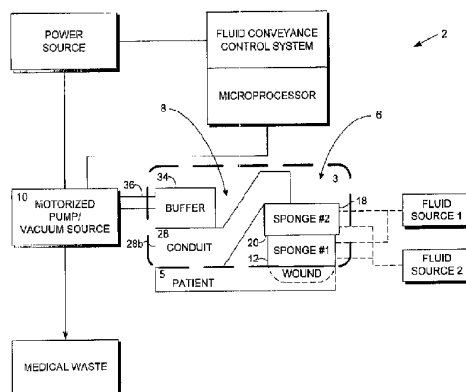 POWER
SOURCE
FLUID CONVEYANCE
CONTROL SYSTEM
MICROPROCESSOR
2
8
6
10
MOTORIZED
PUMP/
VACUUM SOURCE
36
34
BUFFER
3
18
28
28b
CONDUIT
SPONGE #2
20
SPONGE #1
12
WOUND
5
PATIENT
FLUID
SOURCE 1
FLUID
SOURCE 2
MEDICAL WASTE